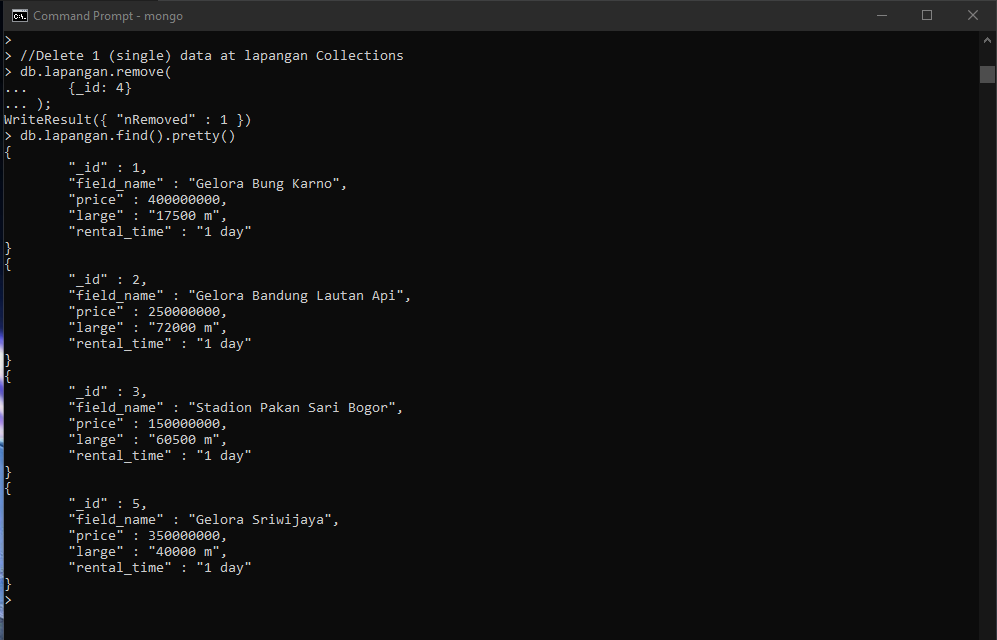 Command Prompt - mongo
>
> //Delete 1 (single) data at lapangan Collections
> db.lapangan.remove(
...     {_id: 4}
... );
WriteResult({ "nRemoved" : 1 })
> db.lapangan.find().pretty()
{
        "_id" : 1,
        "field_name" : "Gelora Bung Karno",
        "price" : 400000000,
        "large" : "17500 m",
        "rental_time" : "1 day"
}
{
        "_id" : 2,
        "field_name" : "Gelora Bandung Lautan Api",
        "price" : 250000000,
        "large" : "72000 m",
        "rental_time" : "1 day"
}
{
        "_id" : 3,
        "field_name" : "Stadion Pakan Sari Bogor",
        "price" : 150000000,
        "large" : "60500 m",
        "rental_time" : "1 day"
}
{
        "_id" : 5,
        "field_name" : "Gelora Sriwijaya",
        "price" : 350000000,
        "large" : "40000 m",
        "rental_time" : "1 day"
}
>